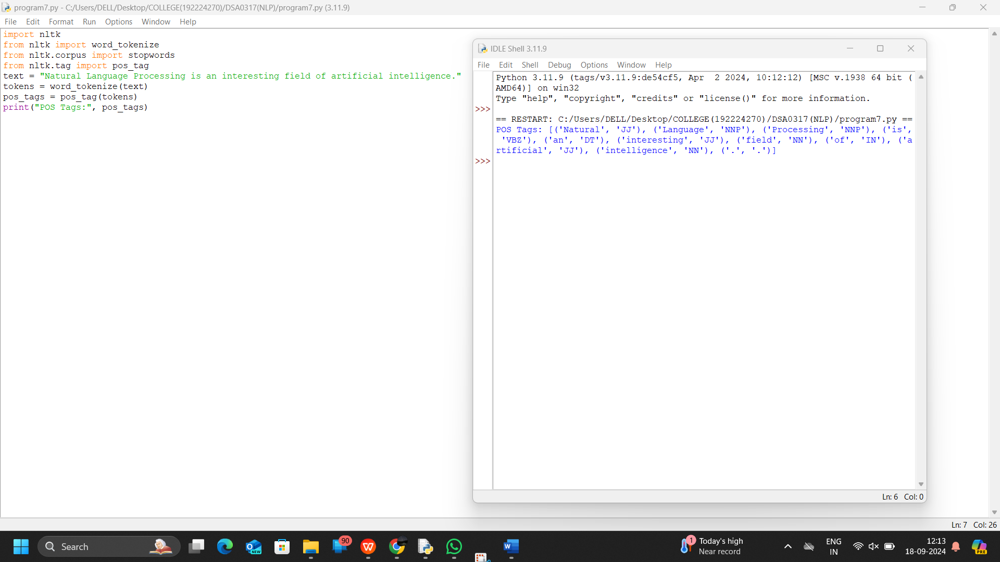 program7.py - C:/Users/DELL/Desktop/COLLEGE(192224270)/DSA0317(NLP)/program7.py (3.11.9)
File Edit Format Run Options Window Help
import nltk
from nltk import word_tokenize
from nltk.corpus import stopwords
from nltk.tag import pos_tag
text = "Natural Language Processing is an interesting field of artificial intelligence."
tokens = word_tokenize(text)
pos_tags = pos_tag(tokens)
print("POS Tags:", pos_tags)
IDLE Shell 3.11.9
File Edit Shell Debug Options Window Help
Python 3.11.9 (tags/v3.11.9:de54cf5, Apr  2 2024, 10:12:12) [MSC v.1938 64 bit (
AMD64)] on win32
Type "help", "copyright", "credits" or "license()" for more information.
>>>
== RESTART: C:/Users/DELL/Desktop/COLLEGE(192224270)/DSA0317(NLP)/program7.py ==
POS Tags: [('Natural', 'JJ'), ('Language', 'NNP'), ('Processing', 'NNP'), ('is',
 'VBZ'), ('an', 'DT'), ('interesting', 'JJ'), ('field', 'NN'), ('of', 'IN'), ('a
rtificial', 'JJ'), ('intelligence', 'NN'), ('.', '.')]
>>>
Ln: 6 Col: 0
Ln: 7 Col: 26
Search
NEW
90
W
W
1
Today's high
Near record
ENG
IN
12:13
18-09-2024
PRE